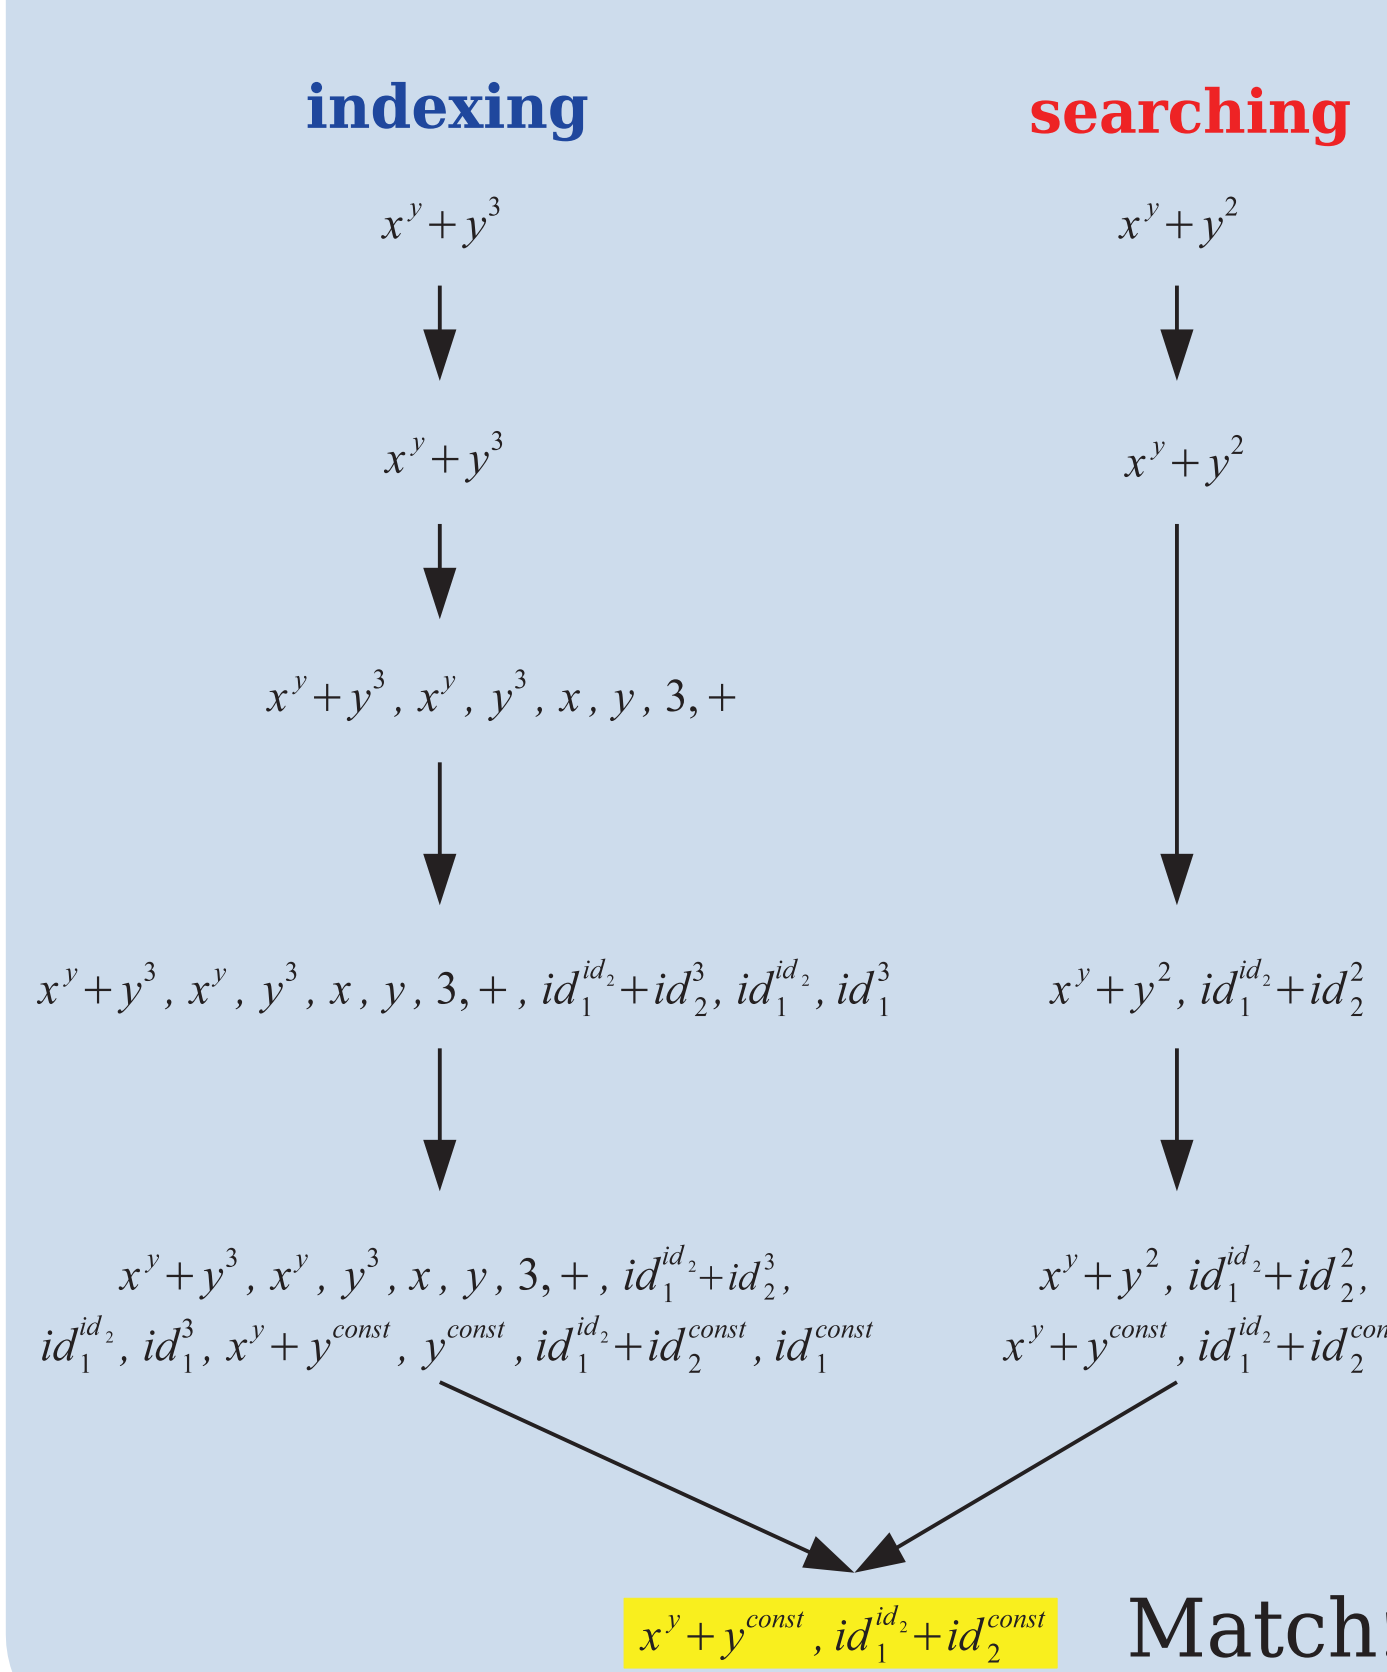 indexing
searching
x^y + y^3
x^y + y^2
x^y + y^3
x^y + y^2
x^y + y^3, x^y, y^3, x, y, 3, +
x^y + y^3, x^y, y^3, x, y, 3, +, id_1^{id_2} + id_2^3, id_1^{id_2}, id_1^3
x^y + y^2, id_1^{id_2} + id_2^2
x^y + y^3, x^y, y^3, x, y, 3, +, id_1^{id_2} + id_2^3,
id_1^{id_2}, id_1^3, x^y + y^{const}, y^{const}, id_1^{id_2} + id_2^{const}, id_1^{const}
x^y + y^2, id_1^{id_2} + id_2^2,
x^y + y^{const}, id_1^{id_2} + id_2
x^y + y^{const}, id_1^{id_2} + id_2^{const}
Match